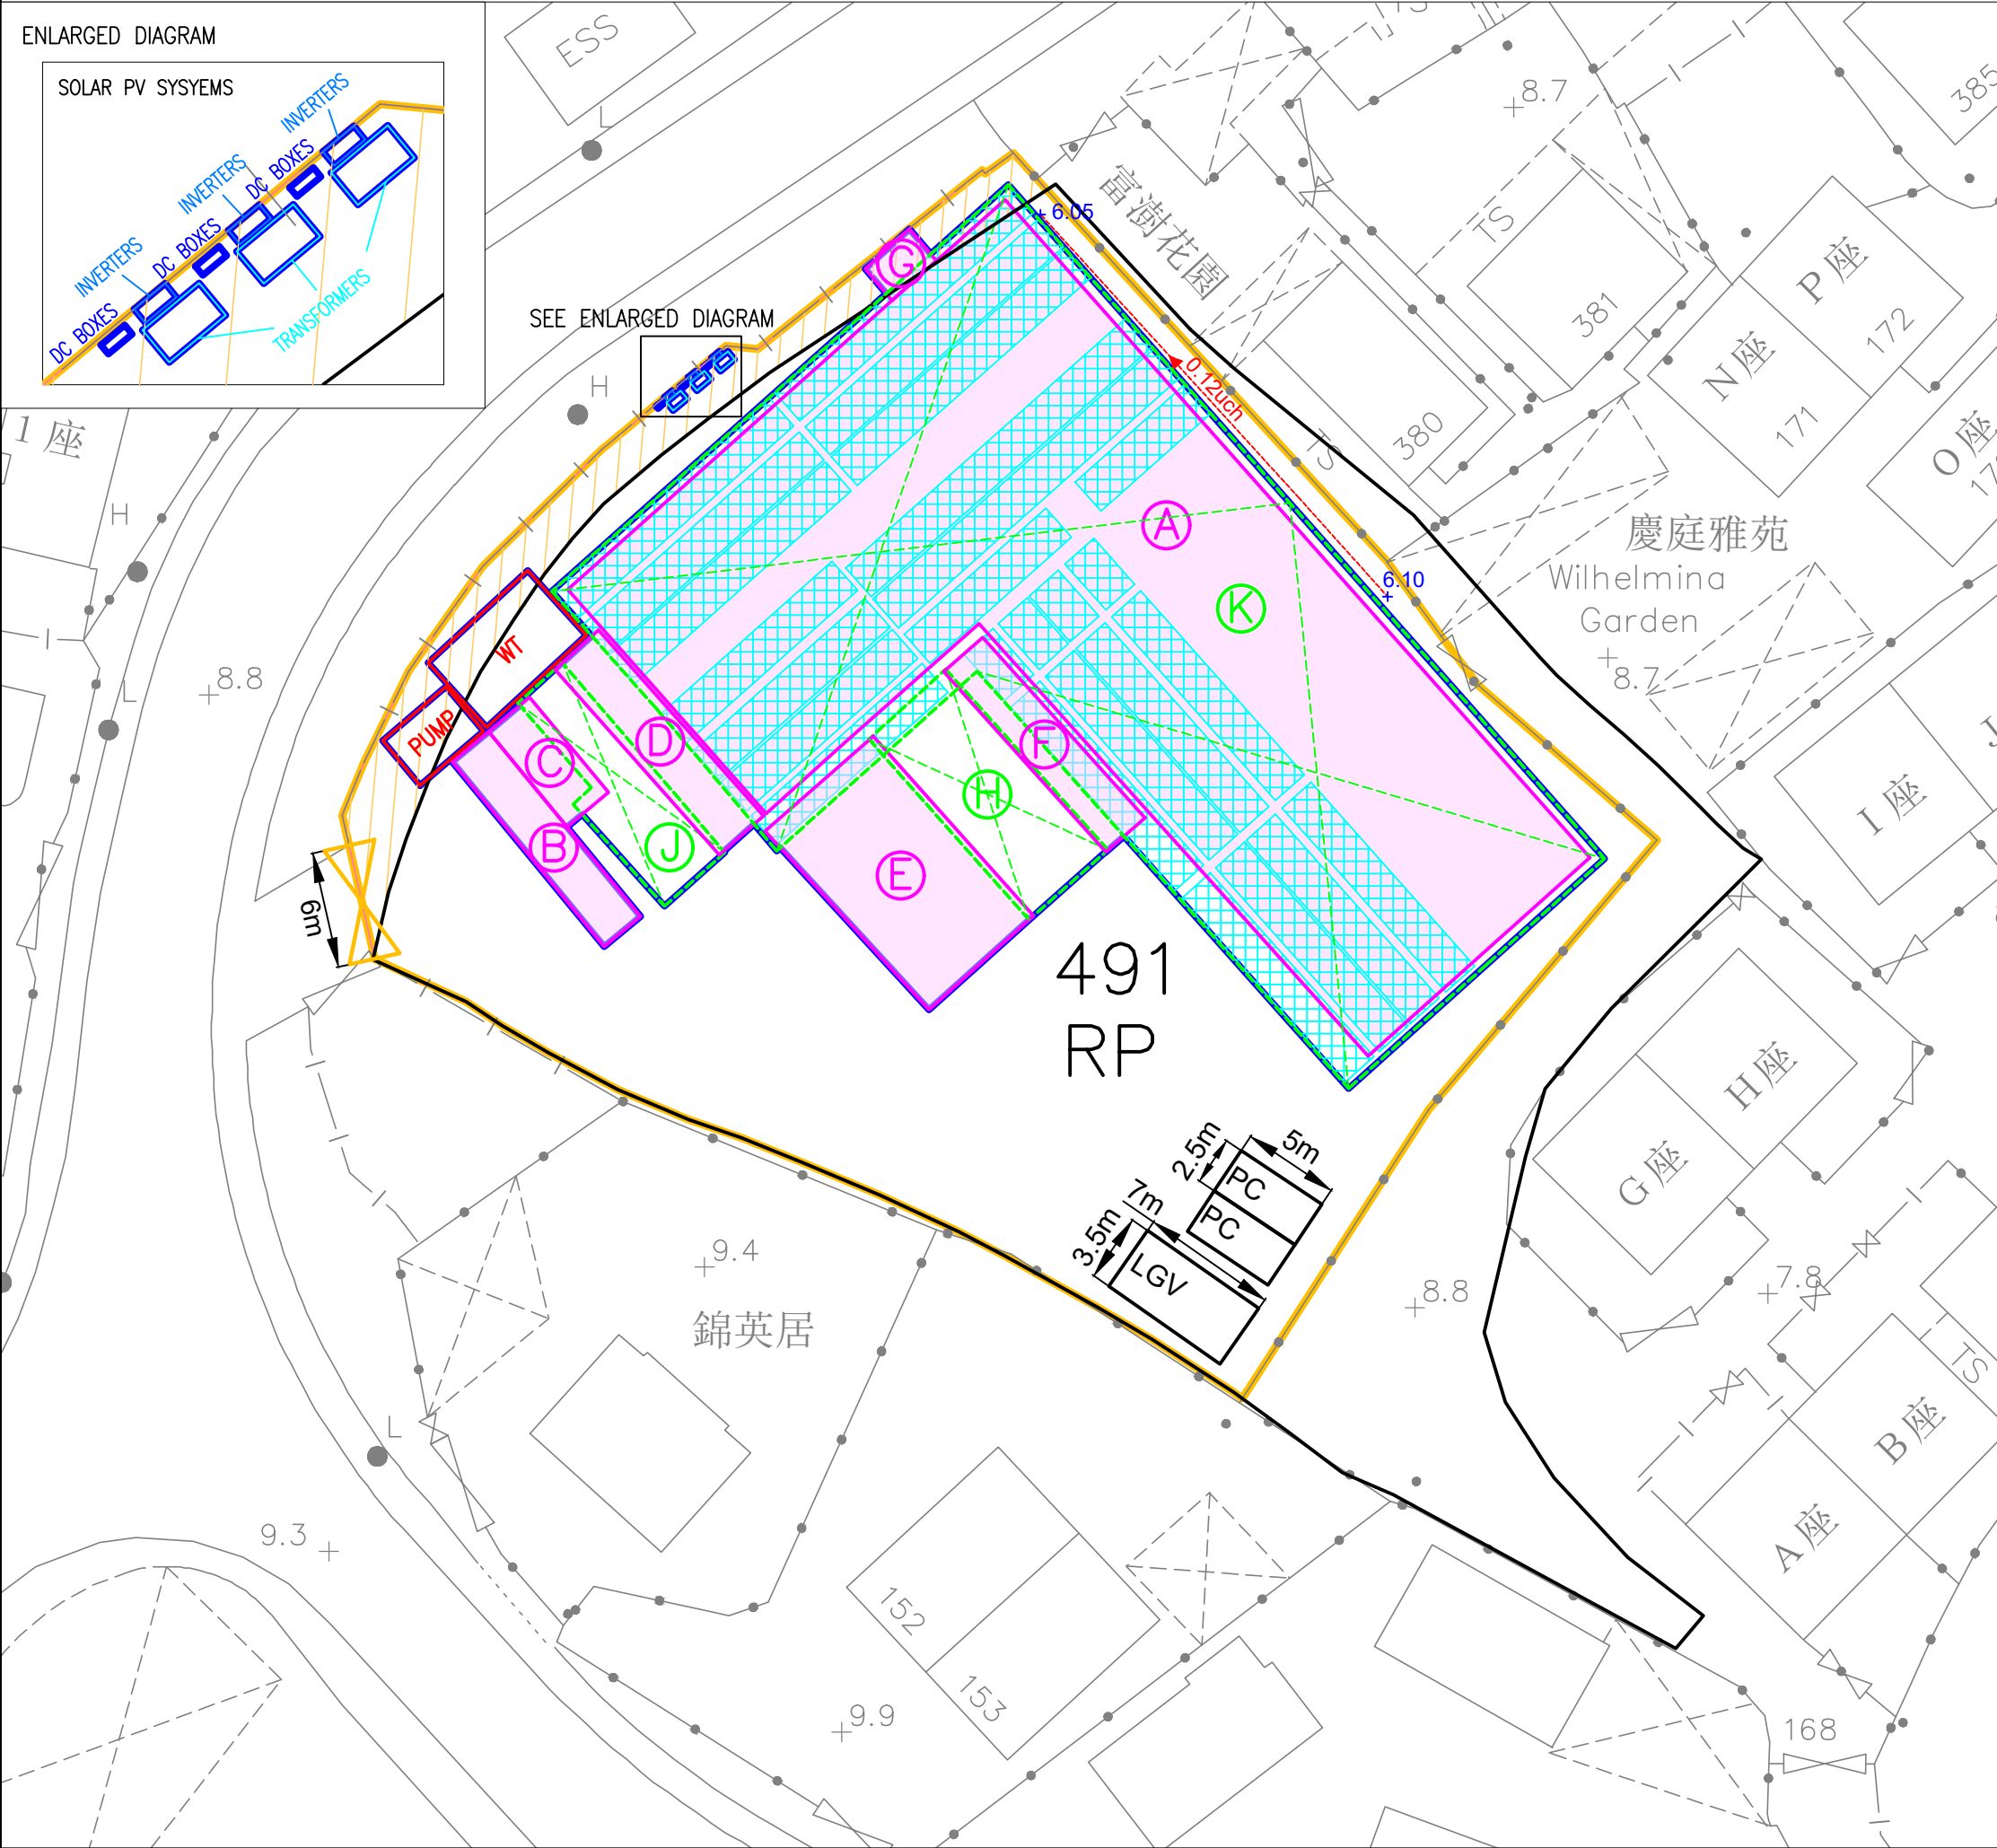 ENLARGED DIAGRAM
SOLAR PV SYSYEMS
INVERTERS
DC BOXES
INVERTERS
DC BOXES
INVERTERS
DC BOXES
TRANSFORMERS
ESS
L
8.7
385
富澍花園
TS
6.05
381
P座
172
N座
171
O座
SEE ENLARGED DIAGRAM
G
H
0.12uch
380
TS
1座
H
A
慶庭雅苑
Wilhelmina
Garden
6.10
K
8.7
8.8
L
WT
PUMP
C
D
F
H
B
J
E
I座
6m
491
RP
H座
G座
5m
2.5m
PC
PC
7m
3.5m
LGV
9.4
錦英居
8.8
7.8
TS
B座
A座
L
9.3
152
153
9.9
168